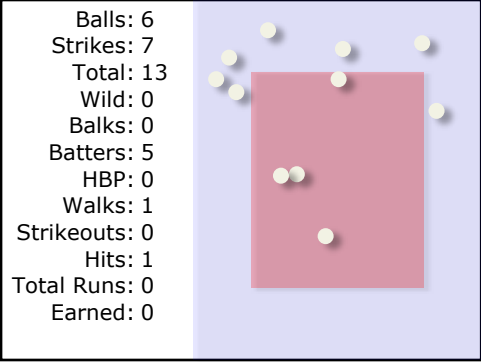 Balls: 6
Strikes: 7
Total: 13
Wild: 0
Balks: 0
Batters: 5
HBP: 0
Walks: 1
Strikeouts: 0
Hits: 1
Total Runs: 0
Earned: 0